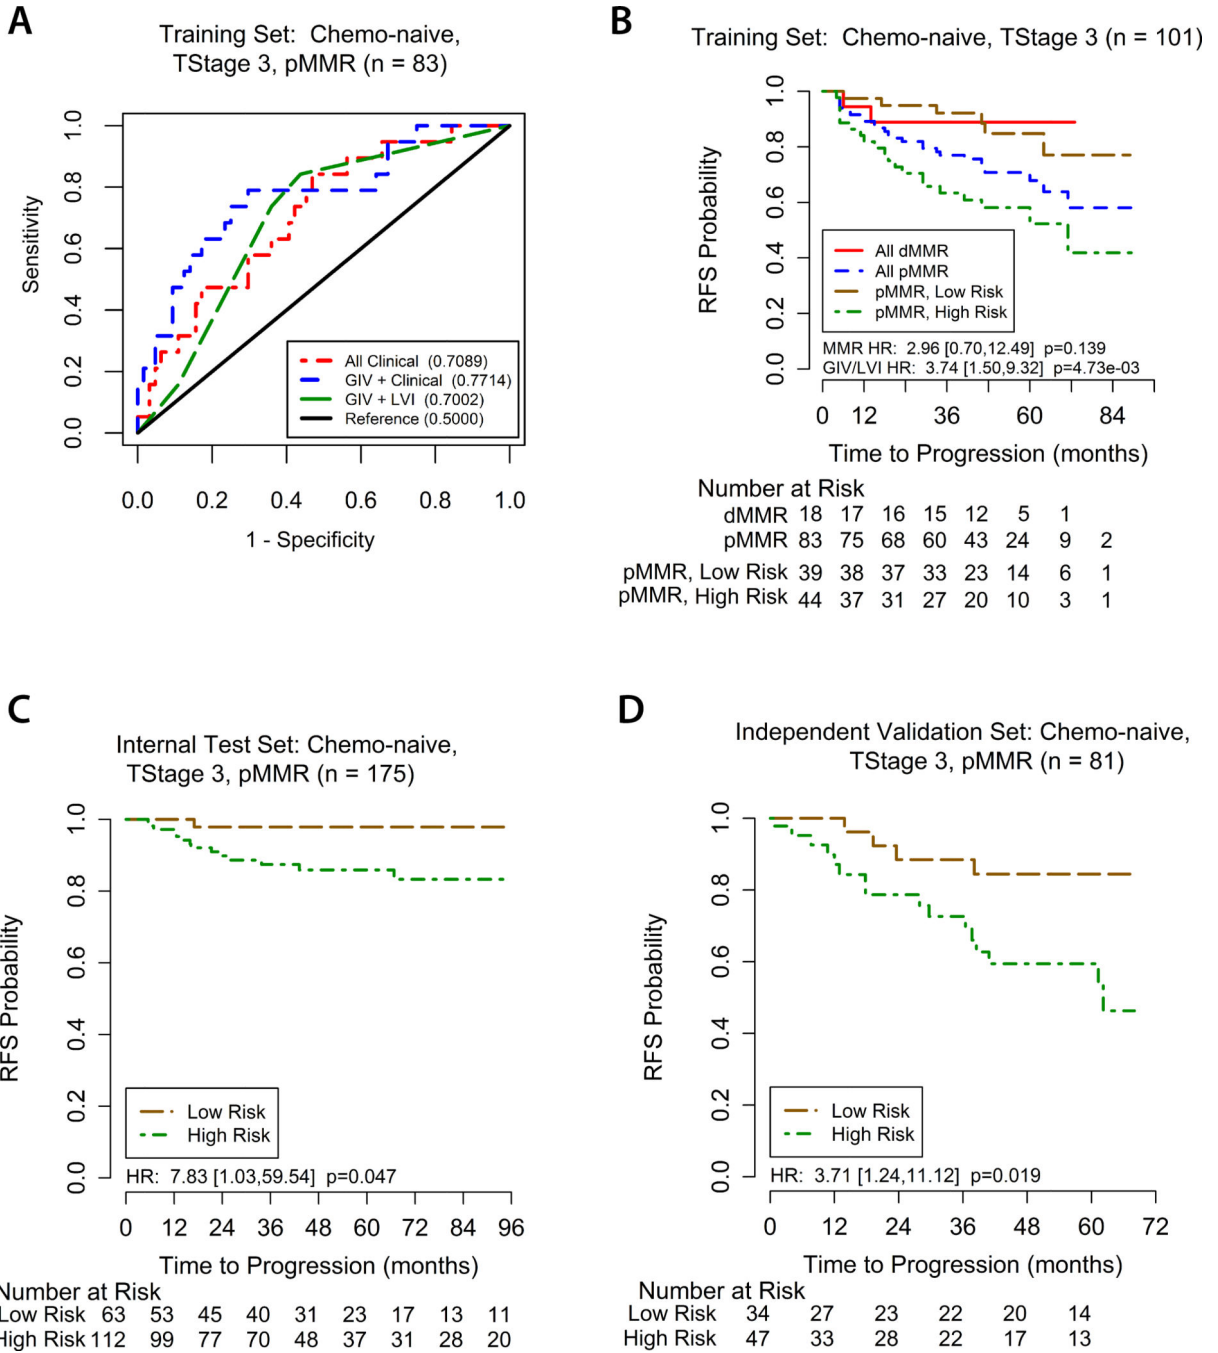 A
Training Set: Chemo-naive,
TStage 3, pMMR (n = 83)
Sensitivity
1.0
0.8
0.6
0.4
0.2
0.0
All Clinical (0.7089)
GIV + Clinical (0.7714)
GIV + LVI (0.7002)
Reference (0.5000)
0.0 0.2 0.4 0.6 0.8 1.0
1 - Specificity
B
Training Set: Chemo-naive, TStage 3 (n = 101)
RFS Probability
1.0
0.8
0.6
0.4
0.2
0.0
All dMMR
All pMMR
pMMR, Low Risk
pMMR, High Risk
MMR HR: 2.96 [0.70,12.49] p=0.139
GIV/LVI HR: 3.74 [1.50,9.32] p=4.73e-03
0 12 36 60 84
Time to Progression (months)
Number at Risk
dMMR 18 17 16 15 12 5 1
pMMR 83 75 68 60 43 24 9 2
pMMR, Low Risk 39 38 37 33 23 14 6 1
pMMR, High Risk 44 37 31 27 20 10 3 1
C
Internal Test Set: Chemo-naive,
TStage 3, pMMR (n = 175)
RFS Probability
1.0
0.8
0.6
0.4
0.2
0.0
Low Risk
High Risk
HR: 7.83 [1.03,59.54] p=0.047
0 12 24 36 48 60 72 84 96
Time to Progression (months)
Number at Risk
Low Risk 63 53 45 40 31 23 17 13 11
High Risk 112 99 77 70 48 37 31 28 20
D
Independent Validation Set: Chemo-naive,
TStage 3, pMMR (n = 81)
RFS Probability
1.0
0.8
0.6
0.4
0.2
0.0
Low Risk
High Risk
HR: 3.71 [1.24,11.12] p=0.019
0 12 24 36 48 60 72
Time to Progression (months)
Number at Risk
Low Risk 34 27 23 22 20 14
High Risk 47 33 28 22 17 13